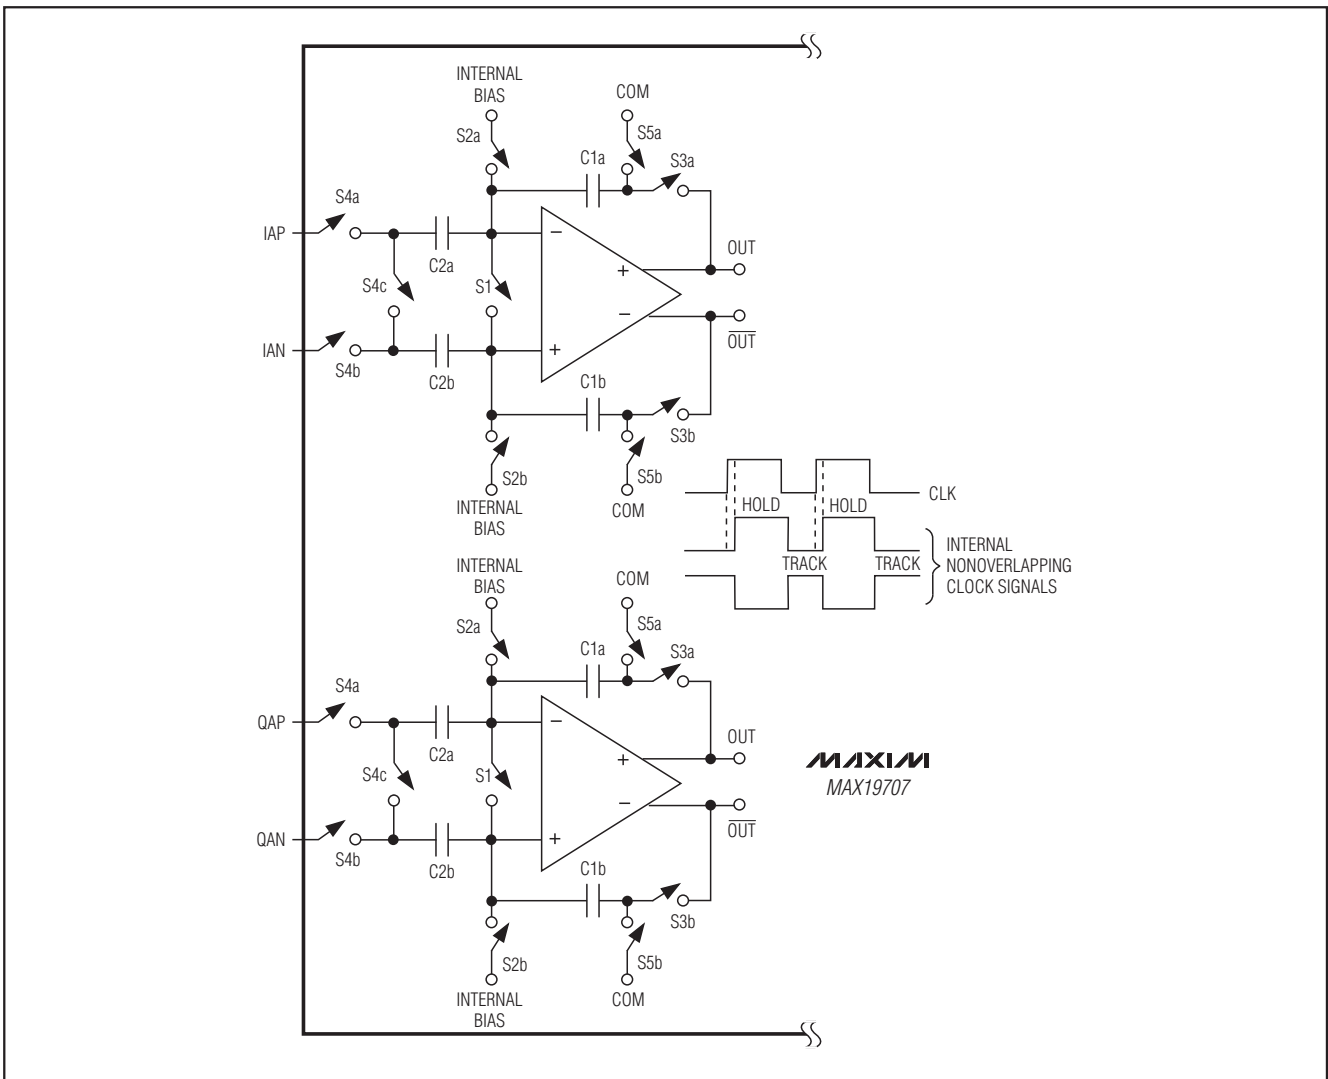 INTERNAL
BIAS
COM
S2a
S5a
C1a
S3a
S4a
IAP
−
C2a
OUT
+
S4c
S1
−
OUT
IAN
+
S4b
C2b
C1b
S3b
S2b
S5b
INTERNAL
BIAS
COM
CLK
HOLD
HOLD
TRACK
TRACK
INTERNAL
NONOVERLAPPING
CLOCK SIGNALS
INTERNAL
BIAS
COM
S2a
S5a
C1a
S3a
S4a
QAP
−
C2a
OUT
+
S4c
S1
−
OUT
QAN
+
S4b
C2b
C1b
S3b
S2b
S5b
INTERNAL
BIAS
COM
MAXIM
MAX19707